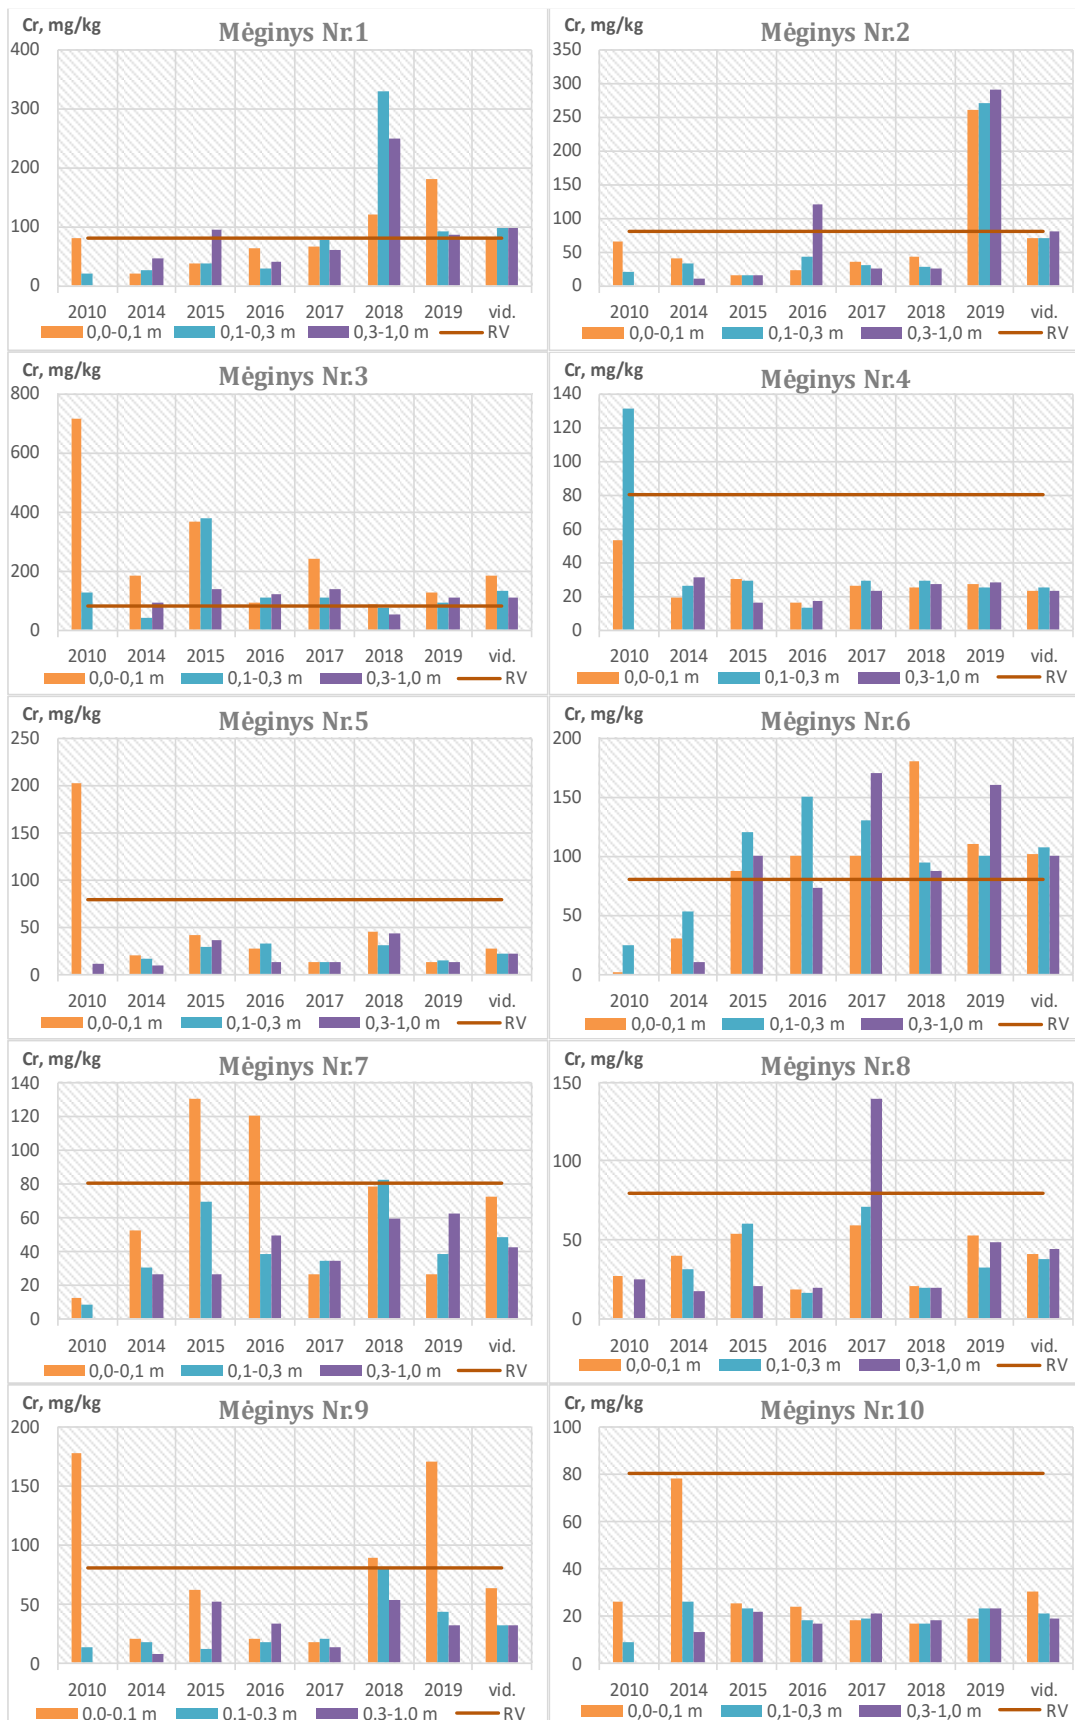 Cr, mg/kg
Mėginys Nr.1
400
300
200
100
0
2010 2014 2015 2016 2017 2018 2019 vid.
0,0-0,1 m 0,1-0,3 m 0,3-1,0 m RV
Cr, mg/kg
Mėginys Nr.2
350
300
250
200
150
100
50
0
2010 2014 2015 2016 2017 2018 2019 vid.
0,0-0,1 m 0,1-0,3 m 0,3-1,0 m RV
Cr, mg/kg
Mėginys Nr.3
800
600
400
200
0
2010 2014 2015 2016 2017 2018 2019 vid.
0,0-0,1 m 0,1-0,3 m 0,3-1,0 m RV
Cr, mg/kg
Mėginys Nr.4
140
120
100
80
60
40
20
0
2010 2014 2015 2016 2017 2018 2019 vid.
0,0-0,1 m 0,1-0,3 m 0,3-1,0 m RV
Cr, mg/kg
Mėginys Nr.5
250
200
150
100
50
0
2010 2014 2015 2016 2017 2018 2019 vid.
0,0-0,1 m 0,1-0,3 m 0,3-1,0 m RV
Cr, mg/kg
Mėginys Nr.6
200
150
100
50
0
2010 2014 2015 2016 2017 2018 2019 vid.
0,0-0,1 m 0,1-0,3 m 0,3-1,0 m RV
Cr, mg/kg
Mėginys Nr.7
140
120
100
80
60
40
20
0
2010 2014 2015 2016 2017 2018 2019 vid.
0,0-0,1 m 0,1-0,3 m 0,3-1,0 m RV
Cr, mg/kg
Mėginys Nr.8
150
100
50
0
2010 2014 2015 2016 2017 2018 2019 vid.
0,0-0,1 m 0,1-0,3 m 0,3-1,0 m RV
Cr, mg/kg
Mėginys Nr.9
200
150
100
50
0
2010 2014 2015 2016 2017 2018 2019 vid.
0,0-0,1 m 0,1-0,3 m 0,3-1,0 m RV
Cr, mg/kg
Mėginys Nr.10
100
80
60
40
20
0
2010 2014 2015 2016 2017 2018 2019 vid.
0,0-0,1 m 0,1-0,3 m 0,3-1,0 m RV